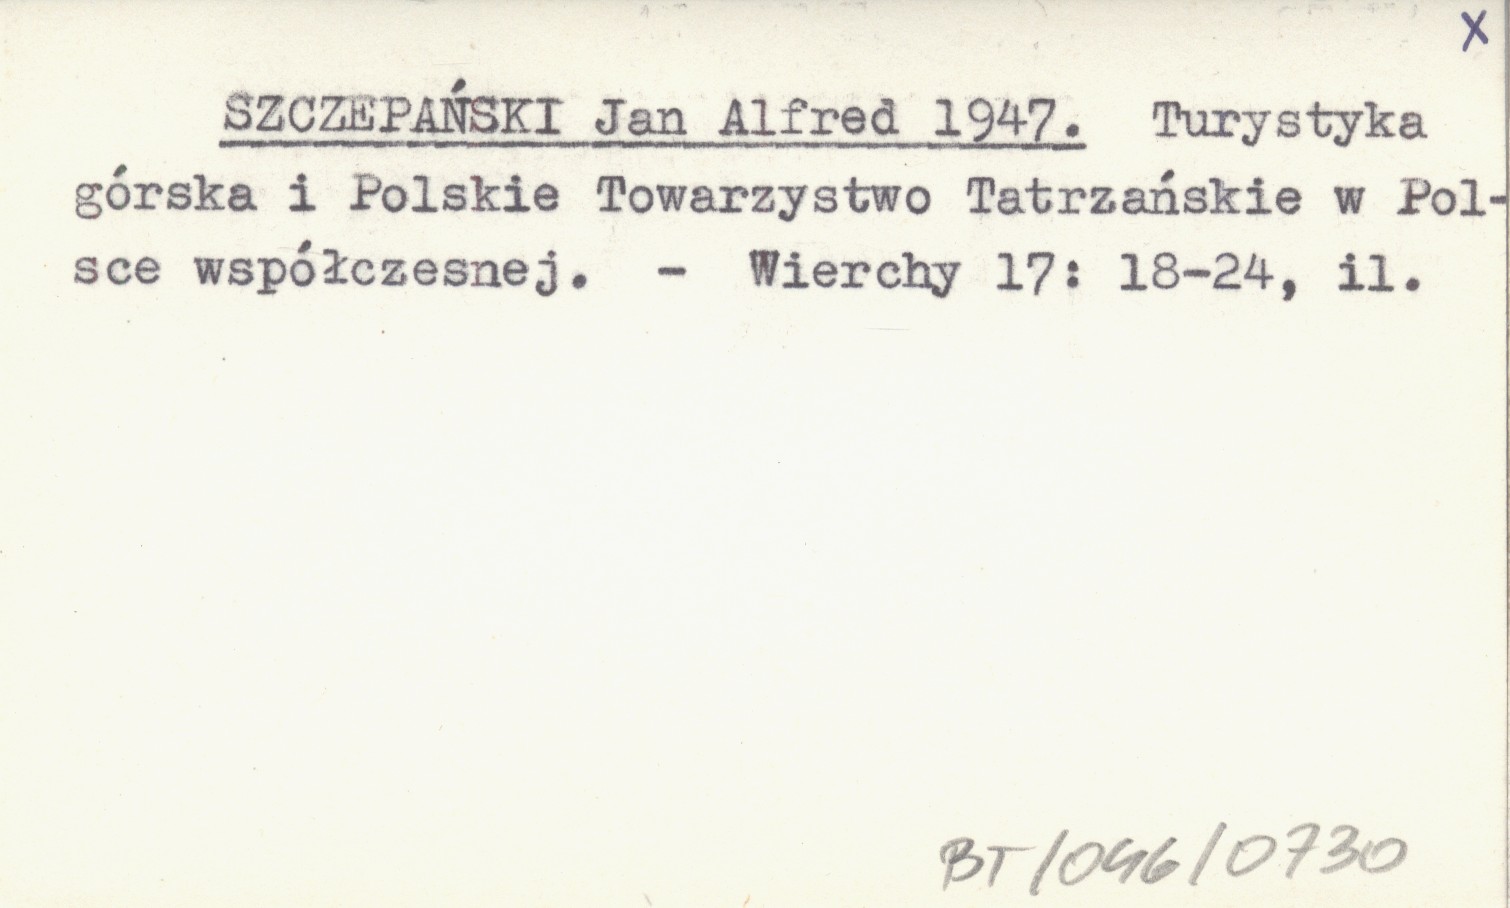 x
SZCZEPAŃSKI Jan Alfred 1947. Turystyka
górska i Polskie Towarzystwo Tatrzańskie w Pol-
sce współczesnej. - Wierchy 17: 18-24, il.
BT/046/0730